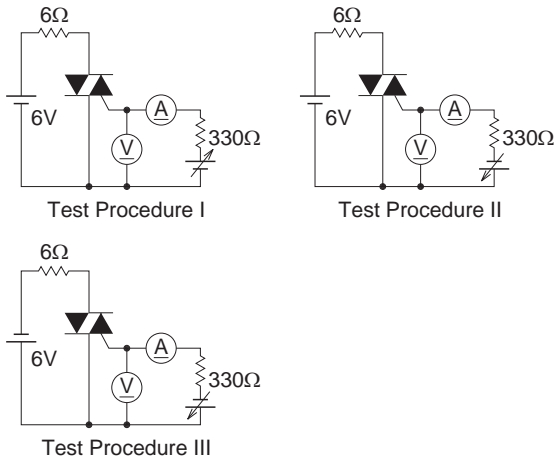 6Ω
6V
A
V
330Ω
Test Procedure I
6Ω
6V
A
V
330Ω
Test Procedure II
6Ω
6V
A
V
330Ω
Test Procedure III